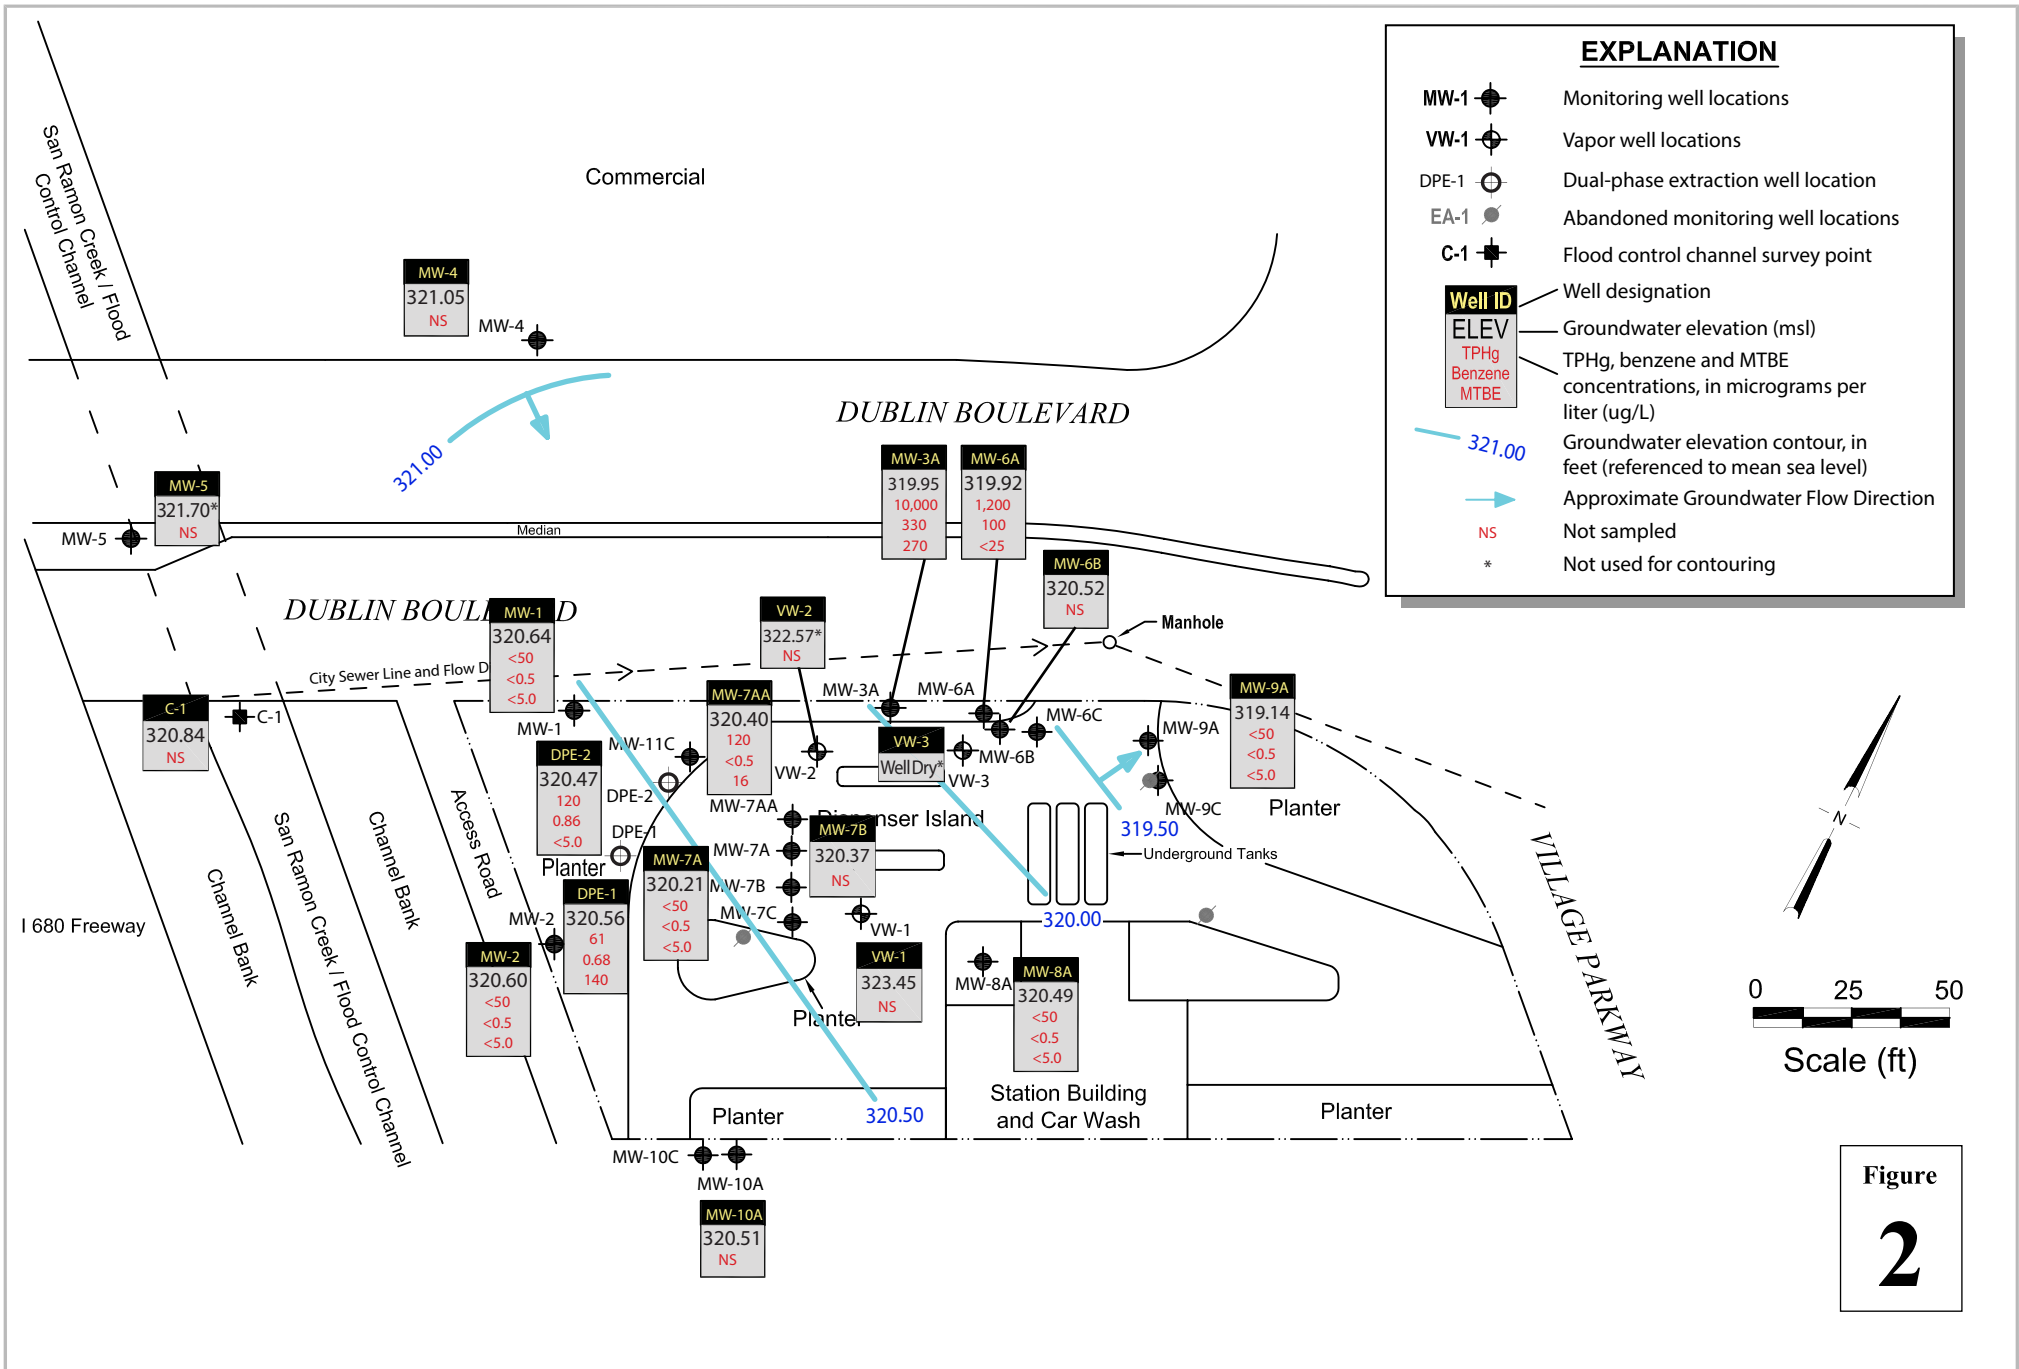 EXPLANATION
MW-1 Monitoring well locations
VW-1 Vapor well locations
DPE-1 Dual-phase extraction well location
EA-1 Abandoned monitoring well locations
C-1 Flood control channel survey point
Well ID Well designation
ELEV Groundwater elevation (msl)
TPHg
Benzene
MTBE
TPHg, benzene and MTBE
concentrations, in micrograms per
liter (ug/L)
321.00 Groundwater elevation contour, in
feet (referenced to mean sea level)
Approximate Groundwater Flow Direction
NS Not sampled
* Not used for contouring
San Ramon Creek / Flood
Control Channel
Commercial
MW-4
321.05
NS
MW-4
321.00
DUBLIN BOULEVARD
MW-5
321.70*
NS
MW-5
Median
MW-3A
319.95
10,000
330
270
MW-6A
319.92
1,200
100
<25
MW-6B
320.52
NS
DUBLIN BOUL D
MW-1
320.64
<50
<0.5
<5.0
VW-2
322.57*
NS
Manhole
City Sewer Line and Flow D
C-1
320.84
NS
C-1
MW-1
MW-7AA
320.40
120
<0.5
16
MW-3A
MW-6A
MW-6C
MW-9A
MW-9A
319.14
<50
<0.5
<5.0
DPE-2
320.47
120
0.86
<5.0
MW-11C
DPE-2
VW-2
VW-3
Well Dry*
VW-3
MW-6B
MW-9C
Planter
MW-7AA
Dispenser Island
319.50
Underground Tanks
DPE-1
Planter
MW-7A
320.21
<50
<0.5
<5.0
MW-7A
MW-7B
MW-7C
MW-7B
320.37
NS
VW-1
VW-1
323.45
NS
DPE-1
320.56
61
0.68
140
MW-2
MW-2
320.60
<50
<0.5
<5.0
320.00
MW-8A
MW-8A
320.49
<50
<0.5
<5.0
Planter
I 680 Freeway
Channel Bank
San Ramon Creek / Flood Control Channel
Channel Bank
Access Road
VILLAGE PARKWAY
N
0 25 50
Scale (ft)
Planter
320.50
Station Building
and Car Wash
Planter
MW-10C
MW-10A
MW-10A
320.51
NS
Figure
2